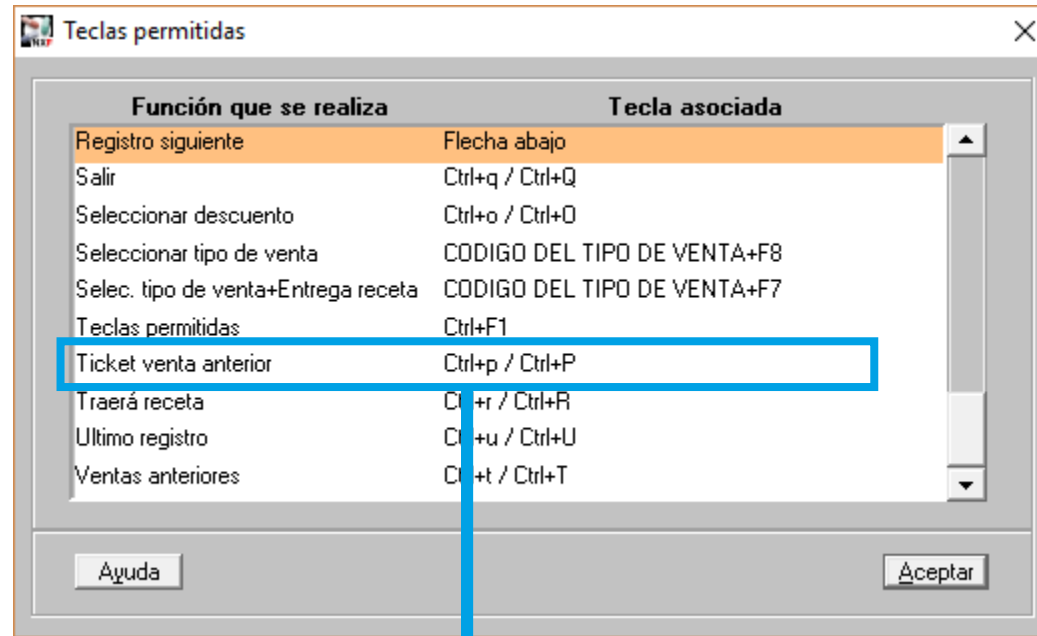 Teclas permitidas
Función que se realiza Tecla asociada
Registro siguiente Flecha abajo
Salir Ctrl+q / Ctrl+Q
Seleccionar descuento Ctrl+o / Ctrl+O
Seleccionar tipo de venta CODIGO DEL TIPO DE VENTA+F8
Selec. tipo de venta+Entrega receta CODIGO DEL TIPO DE VENTA+F7
Teclas permitidas Ctrl+F1
Ticket venta anterior Ctrl+p / Ctrl+P
Traerá receta Ctrl+r / Ctrl+R
Ultimo registro Ctrl+u / Ctrl+U
Ventas anteriores Ctrl+t / Ctrl+T
Ayuda Aceptar